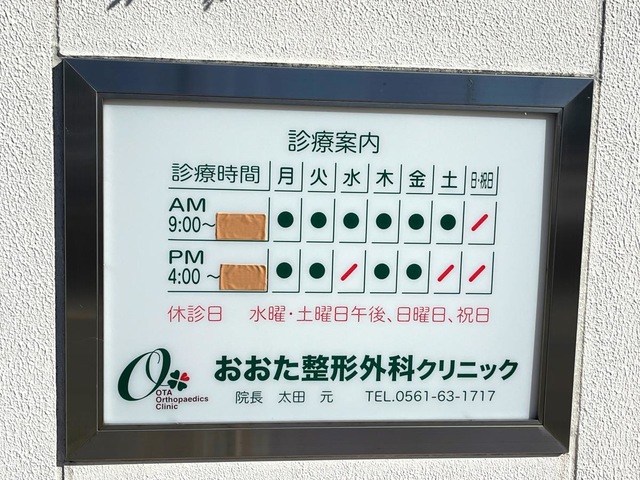 診療案内
診療時間 月 火 水 木 金 土 日・祝日
AM
9:00～ ● ● ● ● ● ● /
PM
4:00～ ● ● / ● ● / /
休診日 水曜・土曜日午後、日曜日、祝日
おおた整形外科クリニック
OTA
Orthopaedics
Clinic
院長 太田 元 TEL.0561-63-1717